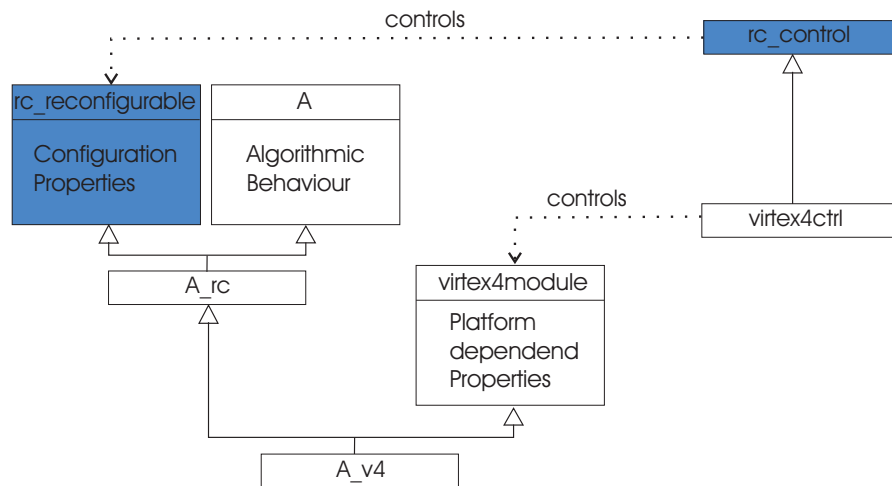 controls
rc_control
rc_reconfigurable
A
Configuration
Properties
Algorithmic
Behaviour
controls
virtex4ctrl
A_rc
virtex4module
Platform
dependend
Properties
A_v4